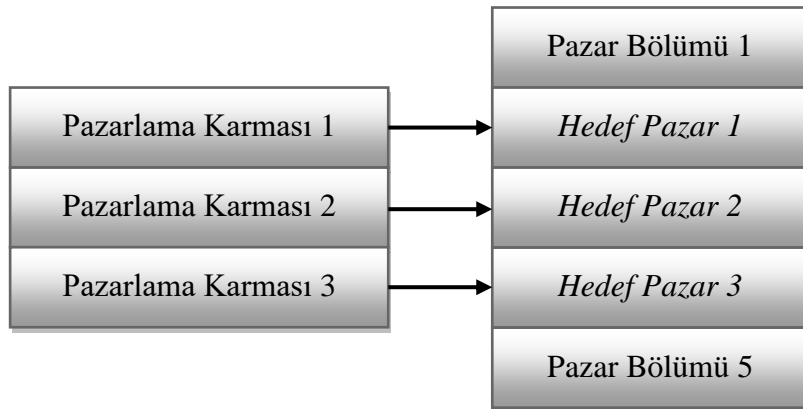 Pazar Bölümü 1
Pazarlama Karması 1
Hedef Pazar 1
Pazarlama Karması 2
Hedef Pazar 2
Pazarlama Karması 3
Hedef Pazar 3
Pazar Bölümü 5